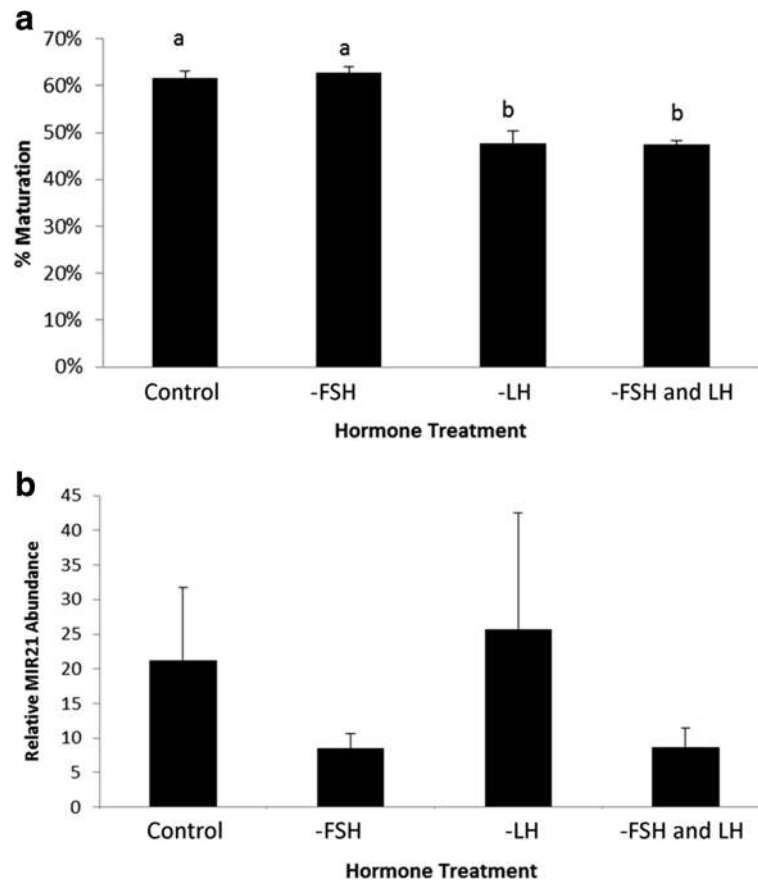 a
70%
60%
50%
40%
30%
20%
10%
0%
% Maturation
a
a
b
b
Control
-FSH
-LH
-FSH and LH
Hormone Treatment
b
45
40
35
30
25
20
15
10
5
0
Relative MIR21 Abundance
Control
-FSH
-LH
-FSH and LH
Hormone Treatment